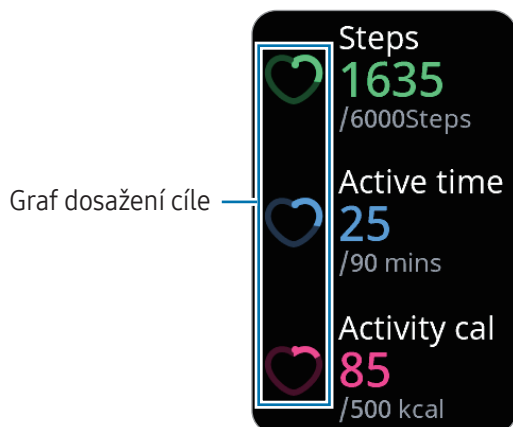 Steps
1635
/6000Steps
Graf dosažení cíle
Active time
25
/90 mins
Activity cal
85
/500 kcal